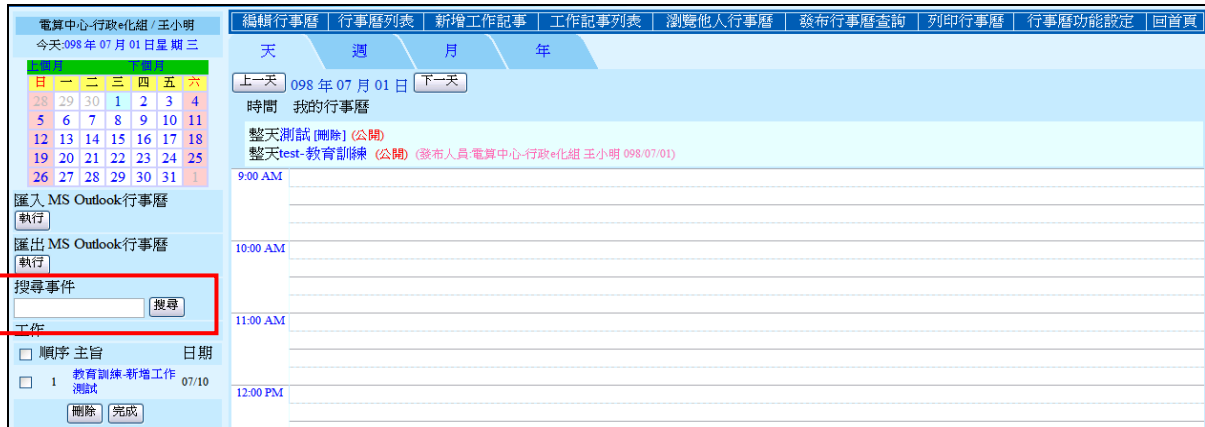 電算中心-行政e化組 / 王小明
今天:098 年 07 月 01 日星期三
上個月 下個月
日 一 二 三 四 五 六
28 29 30 1 2 3 4
5 6 7 8 9 10 11
12 13 14 15 16 17 18
19 20 21 22 23 24 25
26 27 28 29 30 31 1
匯入 MS Outlook行事曆
執行
匯出 MS Outlook行事曆
執行
搜尋事件
搜尋
工作
順序 主旨 日期
1 教育訓練-新增工作 07/10
測試
刪除 完成
編輯行事曆 | 行事曆列表 | 新增工作記事 | 工作記事列表 | 瀏覽他人行事曆 | 發布行事曆查詢 | 列印行事曆 | 行事曆功能設定 | 回首頁
天 週 月 年
上一天 098 年 07 月 01 日 下一天
時間 我的行事曆
整天測試 [刪除] (公開)
整天test-教育訓練 (公開) (發布人員:電算中心-行政e化組 王小明 098/07/01)
9:00 AM
10:00 AM
11:00 AM
12:00 PM